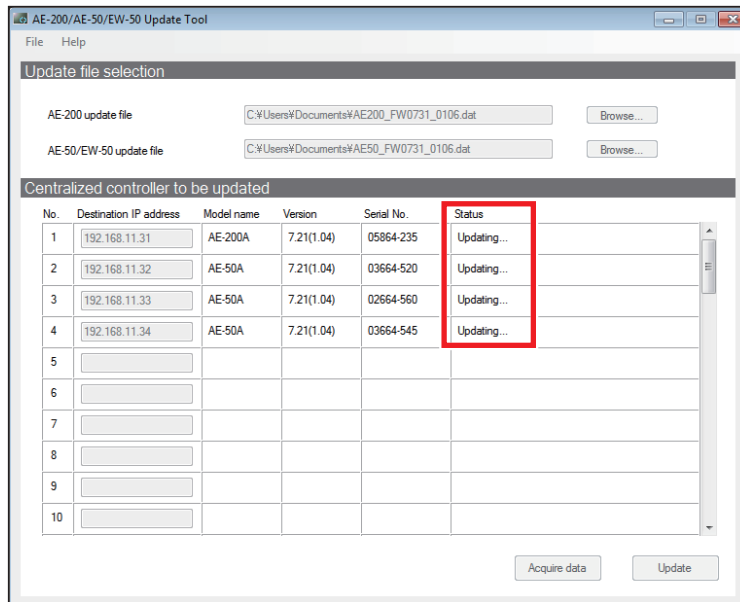 AE-200/AE-50/EW-50 Update Tool
File Help
Update file selection
AE-200 update file C:¥Users¥Documents¥AE200_FW0731_0106.dat Browse...
AE-50/EW-50 update file C:¥Users¥Documents¥AE50_FW0731_0106.dat Browse...
Centralized controller to be updated
No. Destination IP address Model name Version Serial No. Status
1 192.168.11.31 AE-200A 7.21(1.04) 05864-235 Updating...
2 192.168.11.32 AE-50A 7.21(1.04) 03664-520 Updating...
3 192.168.11.33 AE-50A 7.21(1.04) 02664-560 Updating...
4 192.168.11.34 AE-50A 7.21(1.04) 03664-545 Updating...
5
6
7
8
9
10
Acquire data Update